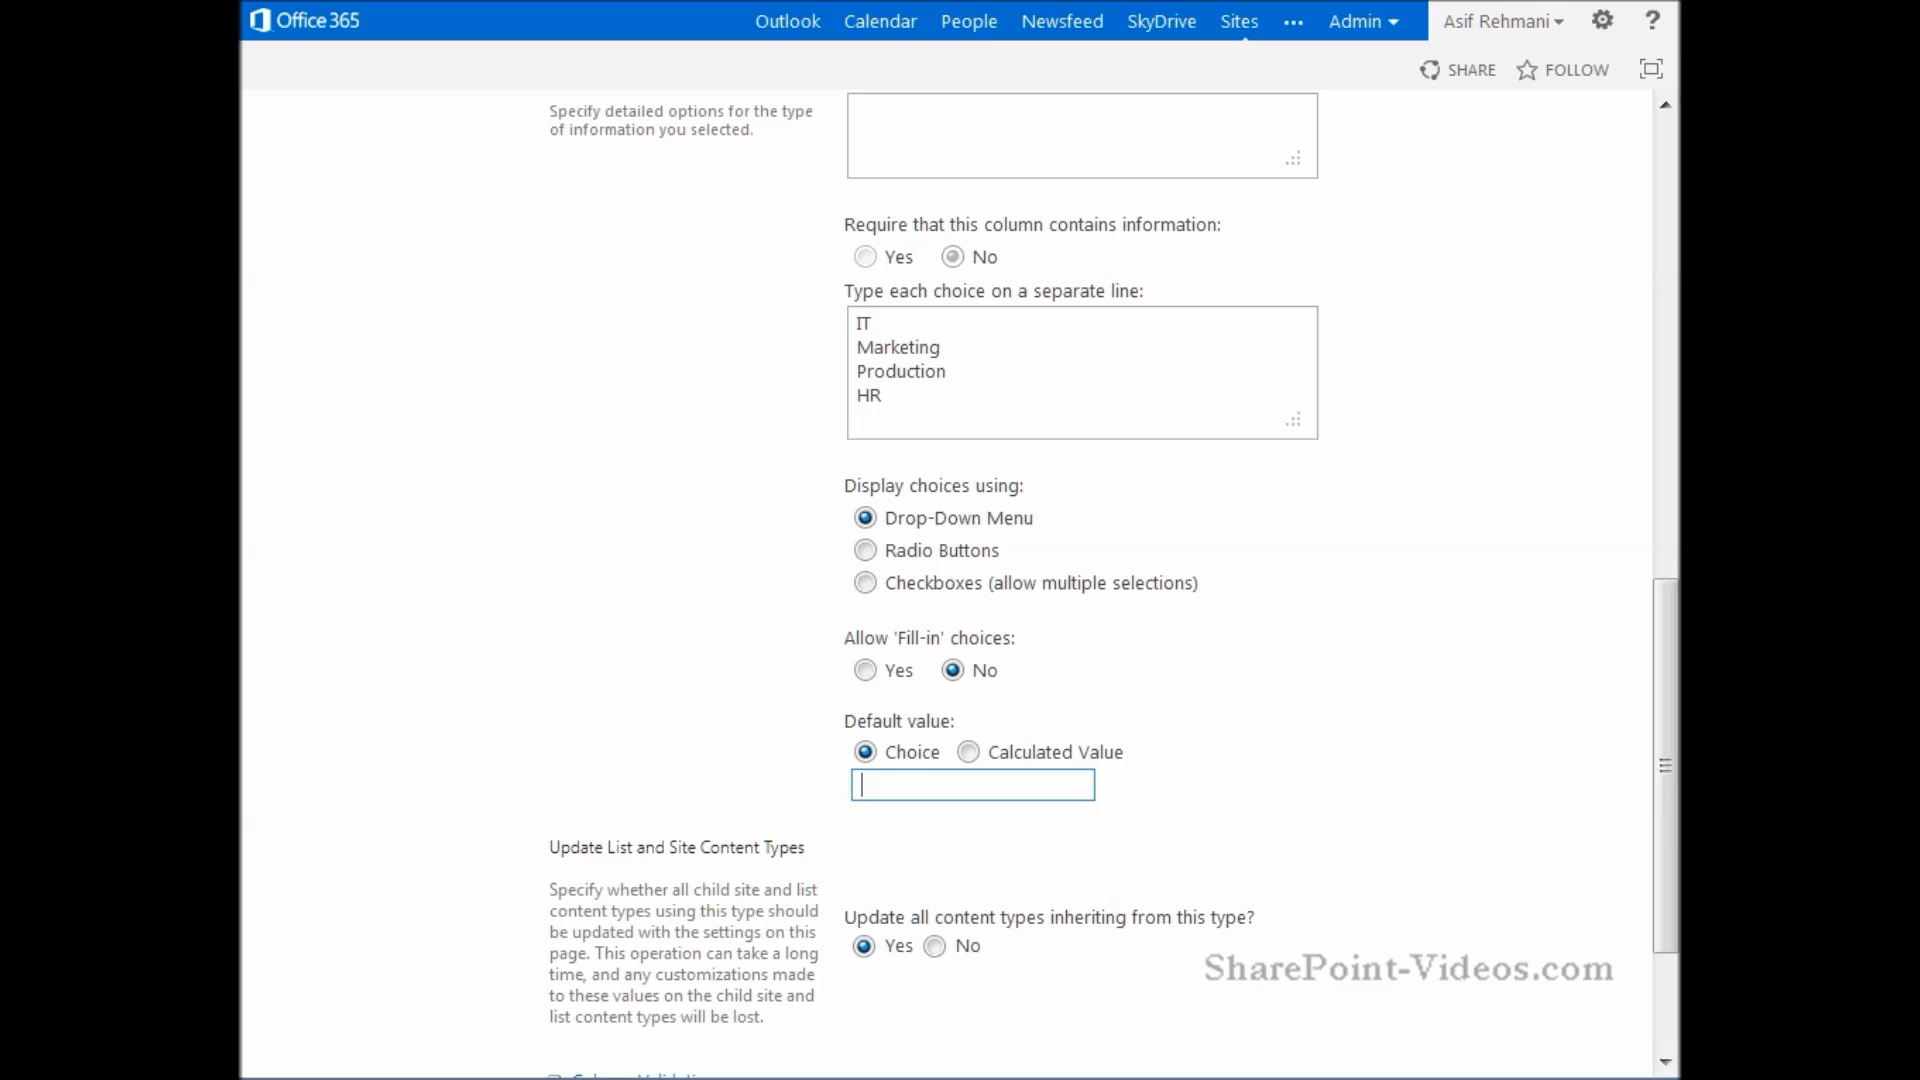 Office 365
Outlook Calendar People Newsfeed SkyDrive Sites ••• Admin Asif Rehmani ?
SHARE FOLLOW
Specify detailed options for the type
of information you selected.
Require that this column contains information:
Yes No
Type each choice on a separate line:
IT
Marketing
Production
HR
Display choices using:
Drop-Down Menu
Radio Buttons
Checkboxes (allow multiple selections)
Allow 'Fill-in' choices:
Yes No
Default value:
Choice Calculated Value
Update List and Site Content Types
Specify whether all child site and list
content types using this type should
be updated with the settings on this
page. This operation can take a long
time, and any customizations made
to these values on the child site and
list content types will be lost.
Update all content types inheriting from this type?
Yes No
SharePoint-Videos.com